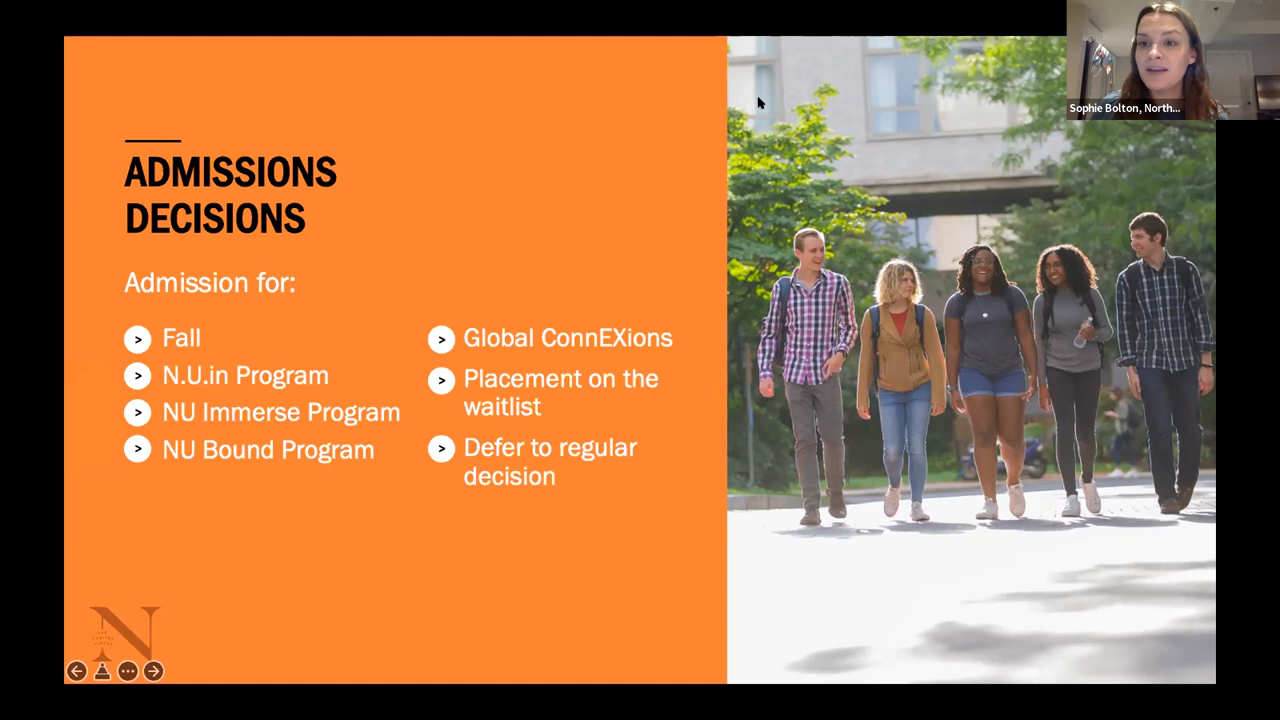 Sophie Bolton, North...
ADMISSIONS
DECISIONS
Admission for:
Fall
N.U.in Program
NU Immerse Program
NU Bound Program
Global ConnEXions
Placement on the
waitlist
Defer to regular
decision
N